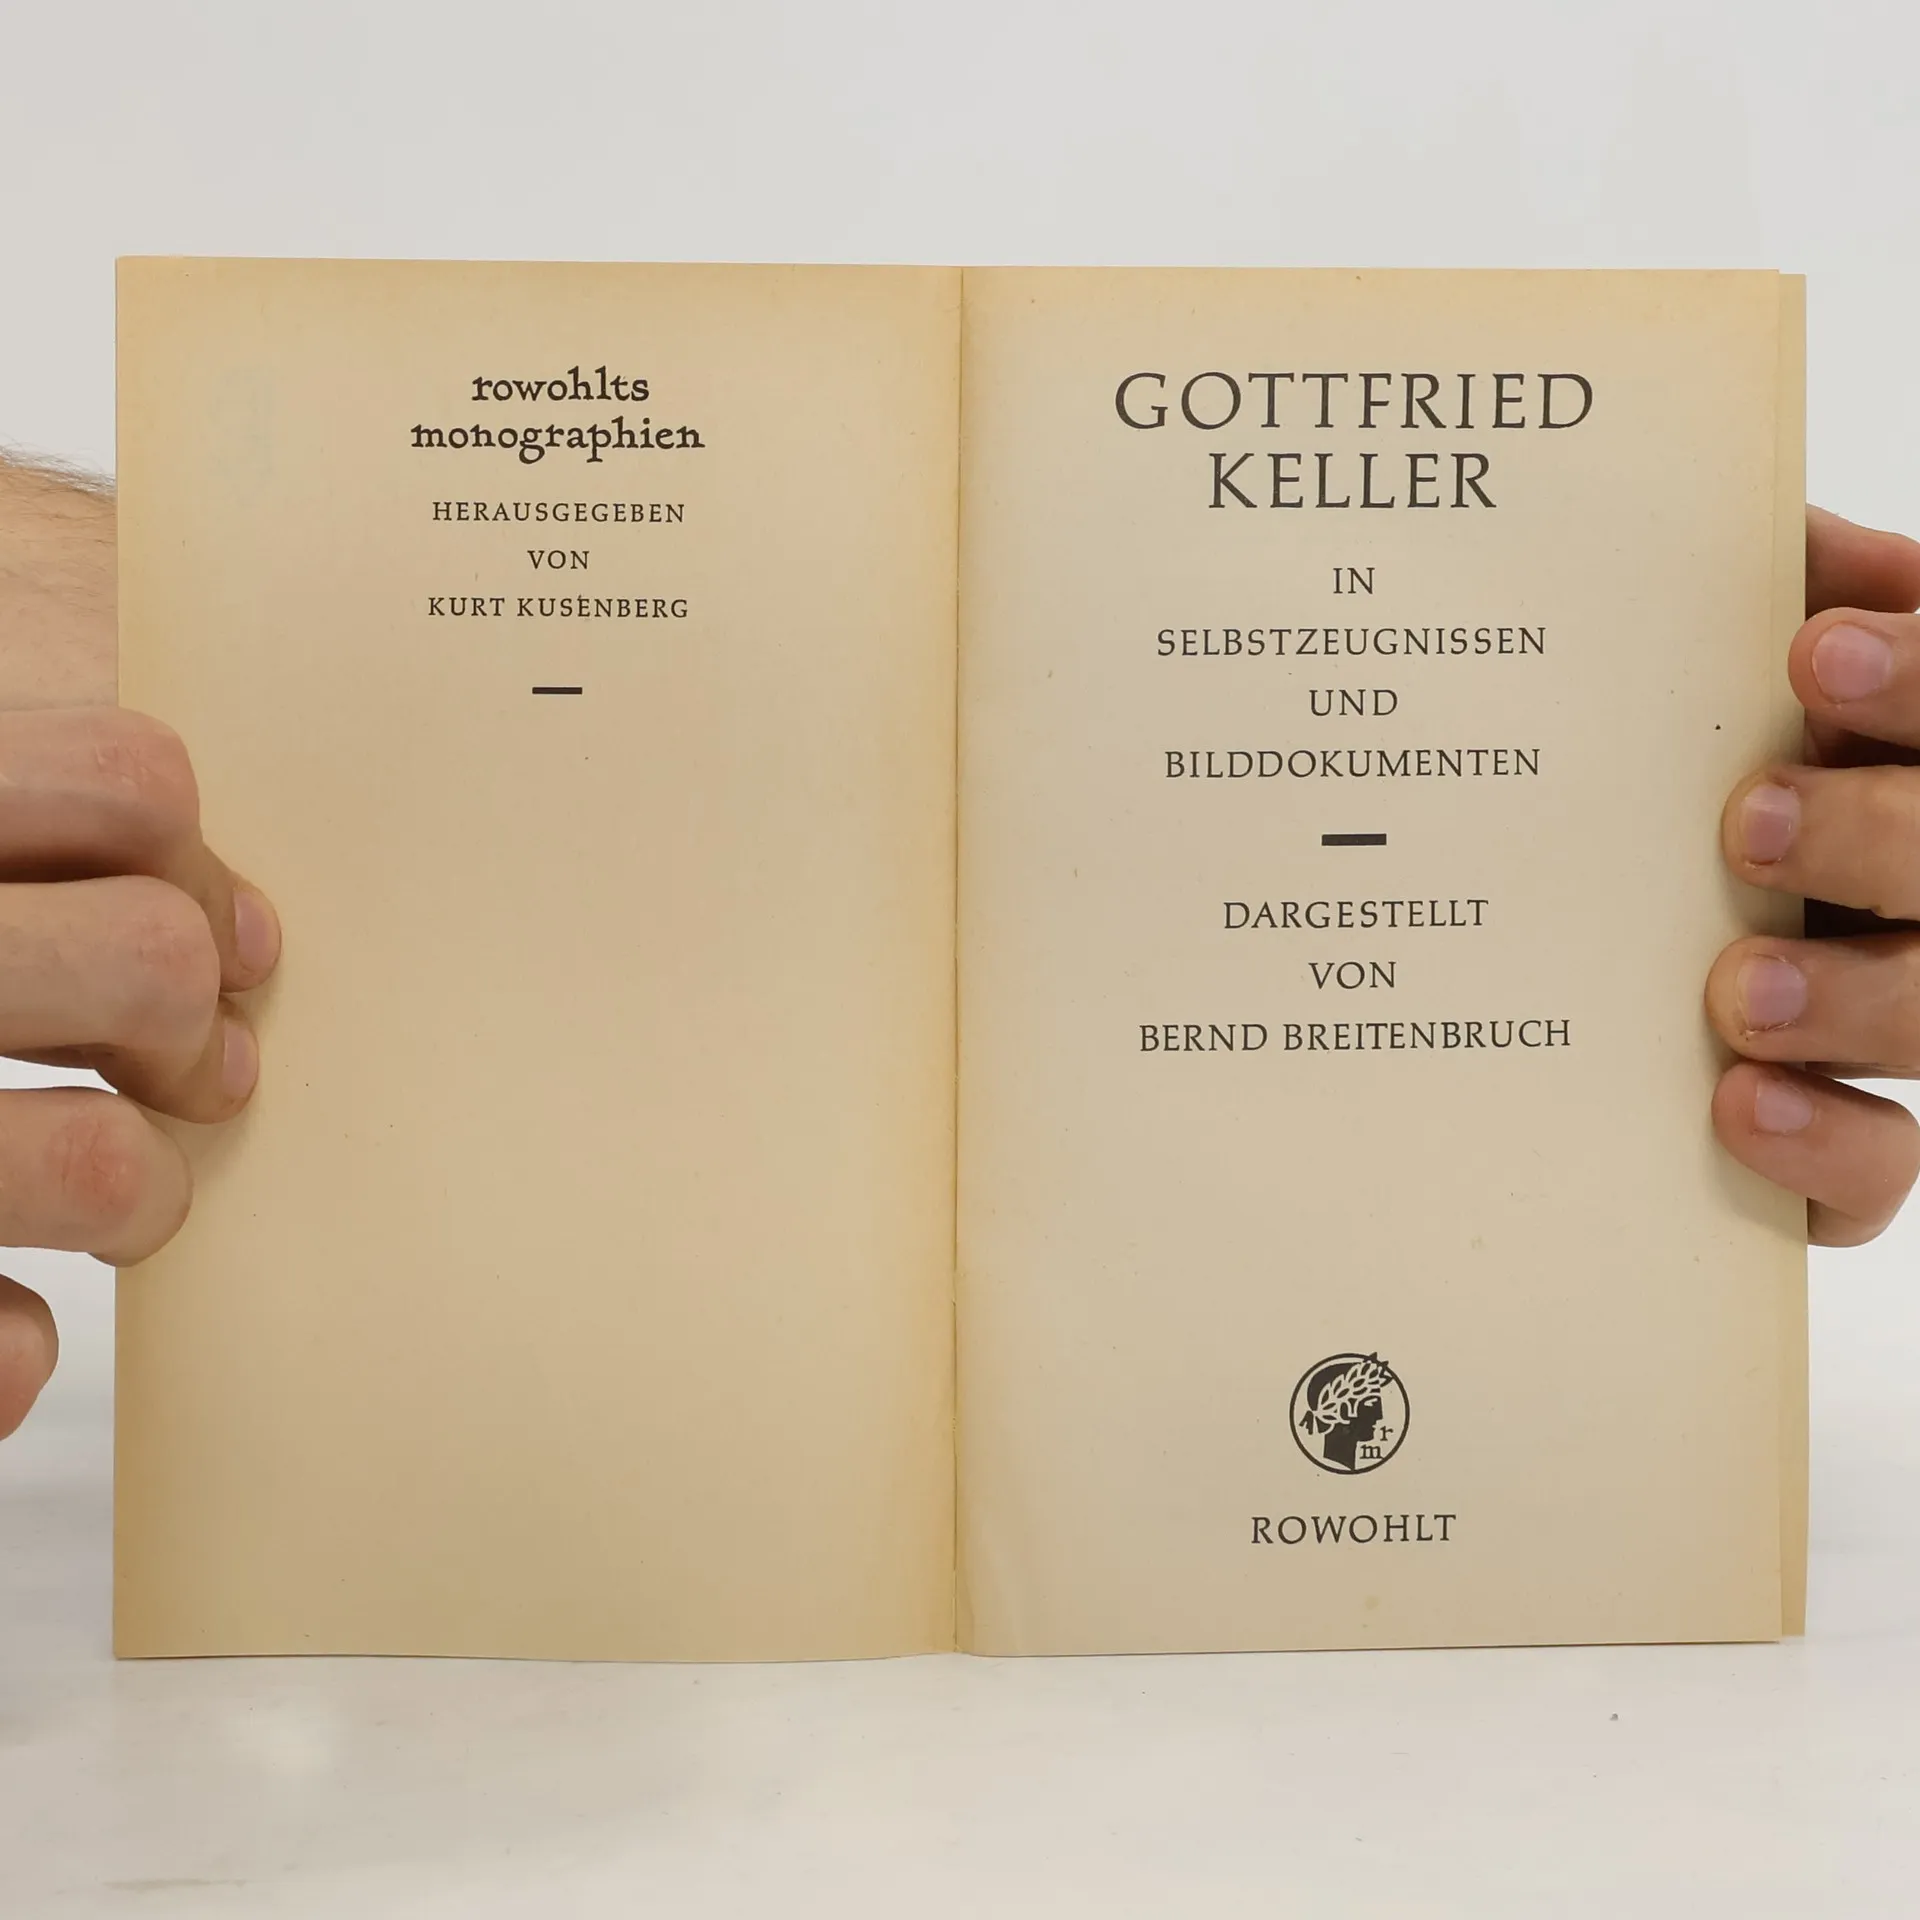 rowohlts
monographien
HERAUSGEGEBEN
VON
KURT KUSENBERG
GOTTFRIED
KELLER
IN
SELBSTZEUGNISSEN
UND
BILDDOKUMENTEN
DARGESTELLT
VON
BERND BREITENBRUCH
r
m
ROWOHLT